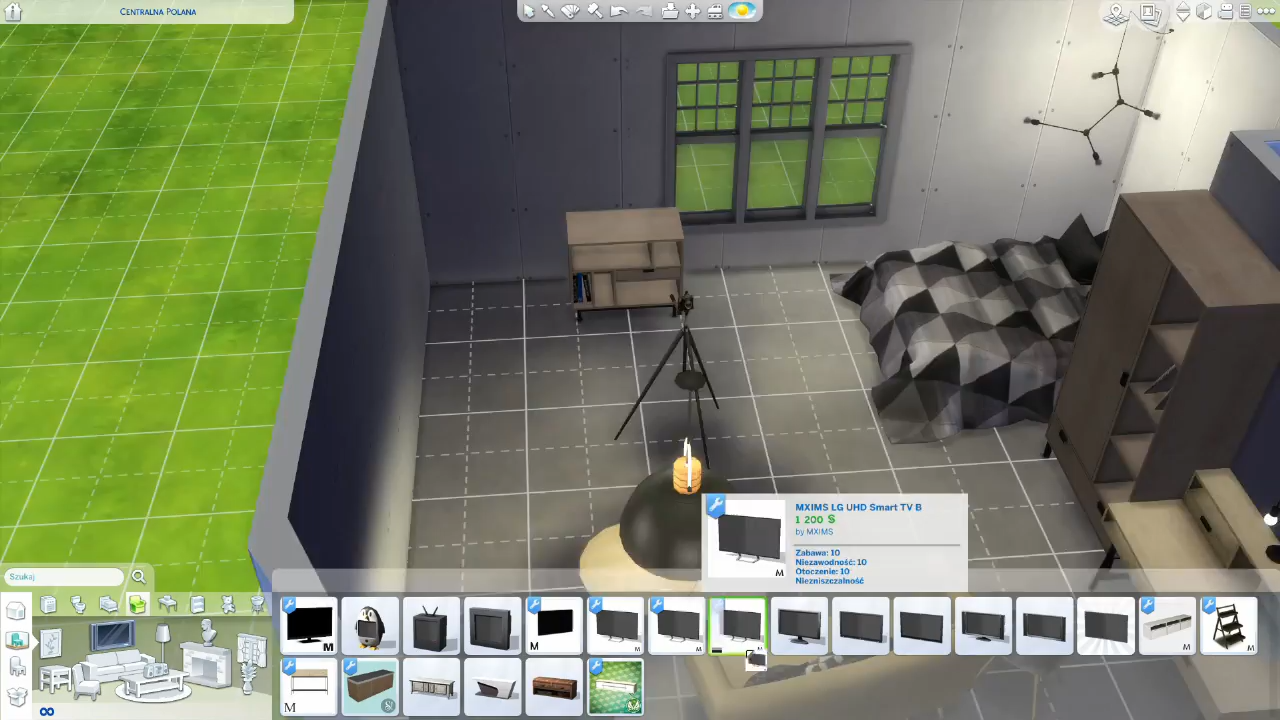 CENTRALNA POLANA
MXIMS LG UHD Smart TV B
1 200 $
by MXIMS
Zabawa: 10
Niezawodność: 10
Otoczenie: 10
Niezniszczalność
M
Szukaj
M
M
M
M
M
M
M
M